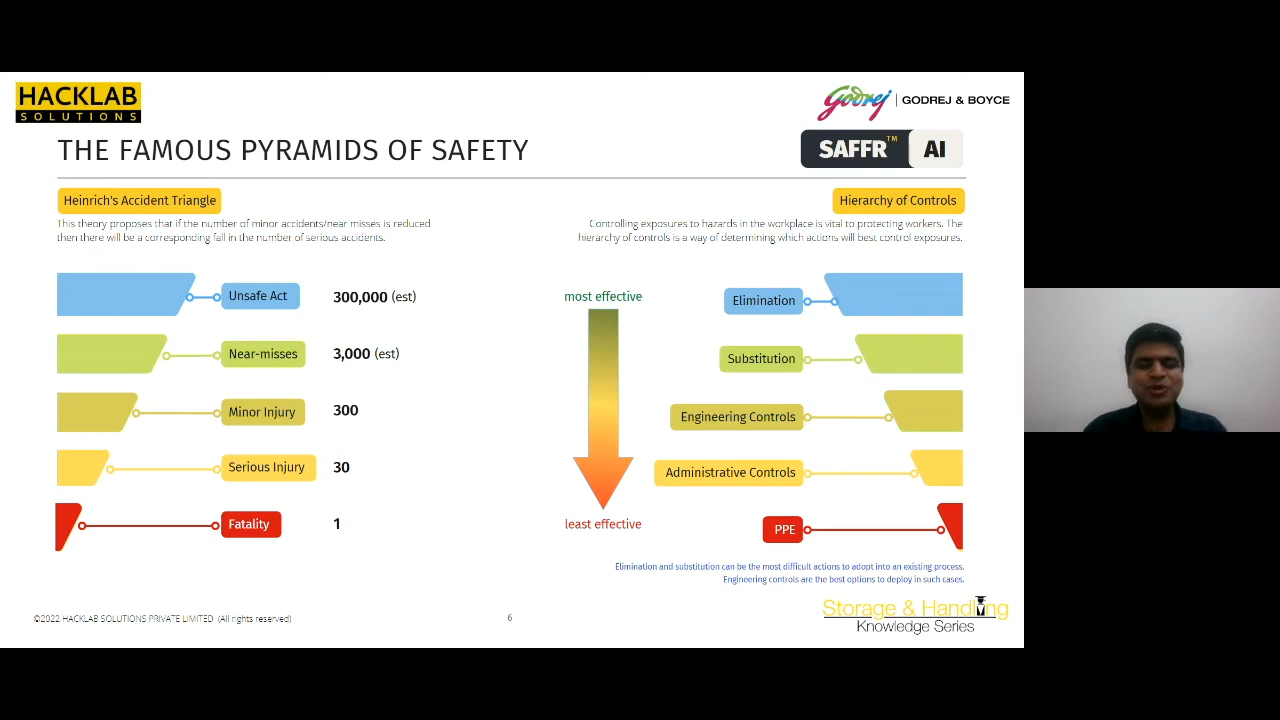 HACKLAB
SOLUTIONS
Godrej | GODREJ & BOYCE
THE FAMOUS PYRAMIDS OF SAFETY
SAFFR™ AI
Heinrich's Accident Triangle
This theory proposes that if the number of minor accidents/near misses is reduced
then there will be a corresponding fall in the number of serious accidents.
Hierarchy of Controls
Controlling exposures to hazards in the workplace is vital to protecting workers. The
hierarchy of controls is a way of determining which actions will best control exposures.
Unsafe Act 300,000 (est)
Near-misses 3,000 (est)
Minor Injury 300
Serious Injury 30
Fatality 1
most effective
least effective
Elimination
Substitution
Engineering Controls
Administrative Controls
PPE
Elimination and substitution can be the most difficult actions to adopt into an existing process.
Engineering controls are the best options to deploy in such cases.
©2022 HACKLAB SOLUTIONS PRIVATE LIMITED (All rights reserved)
6
Storage & Handling
Knowledge Series